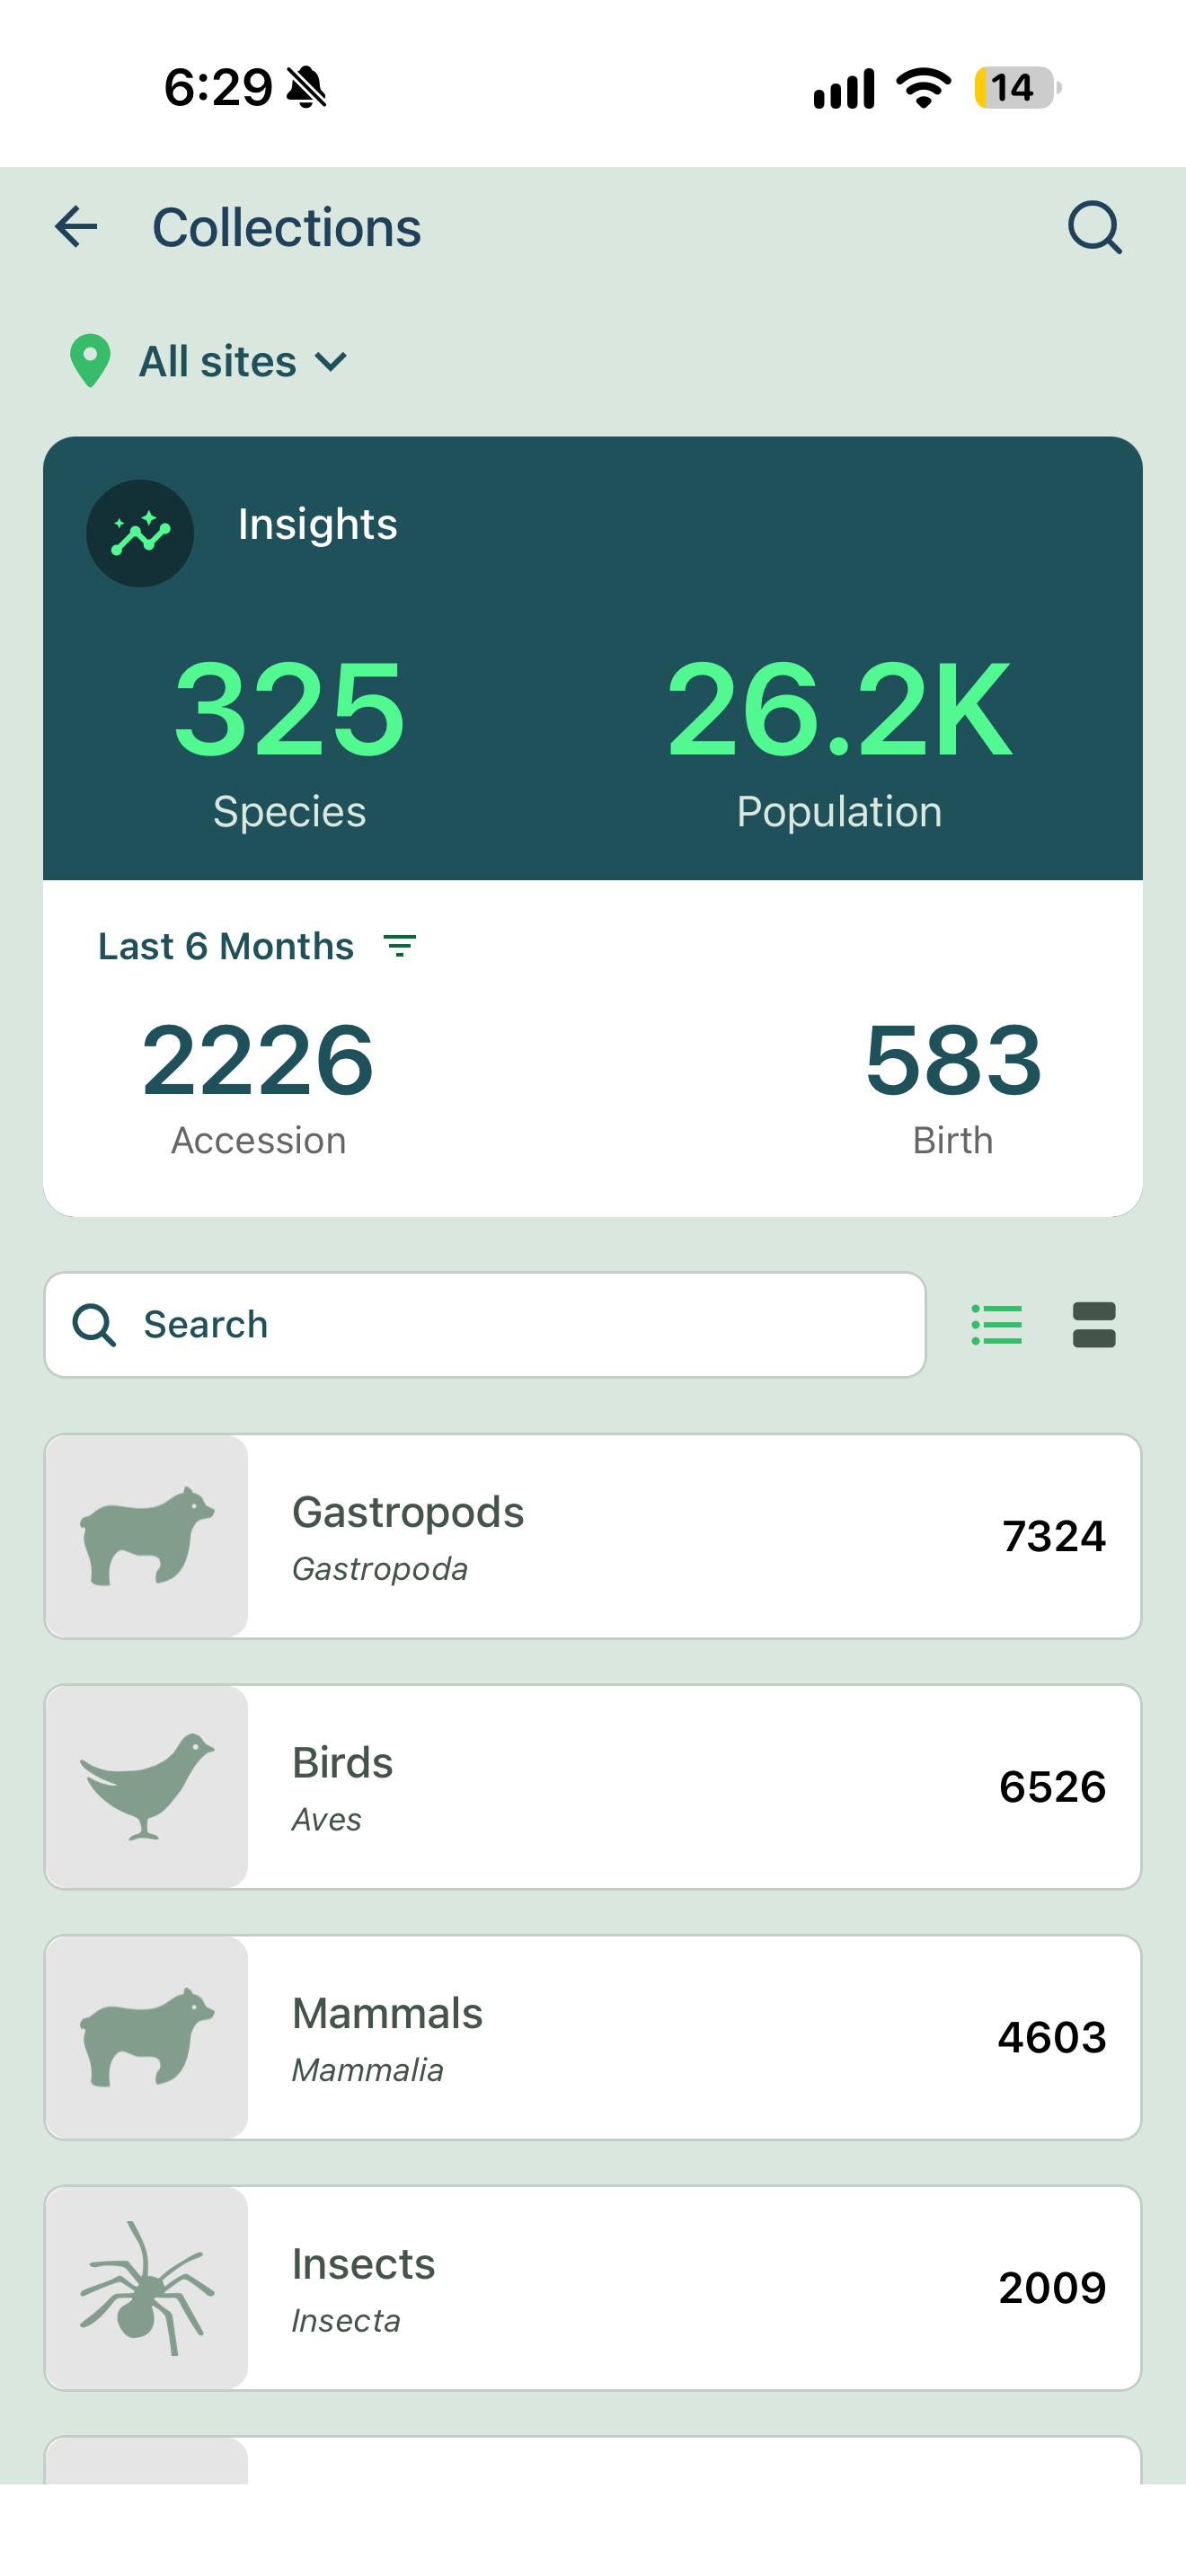 6:29
14
Collections
All sites
Insights
325
26.2K
Species
Population
Last 6 Months
2226
583
Accession
Birth
Search
Gastropods
Gastropoda
7324
Birds
Aves
6526
Mammals
Mammalia
4603
Insects
Insecta
2009